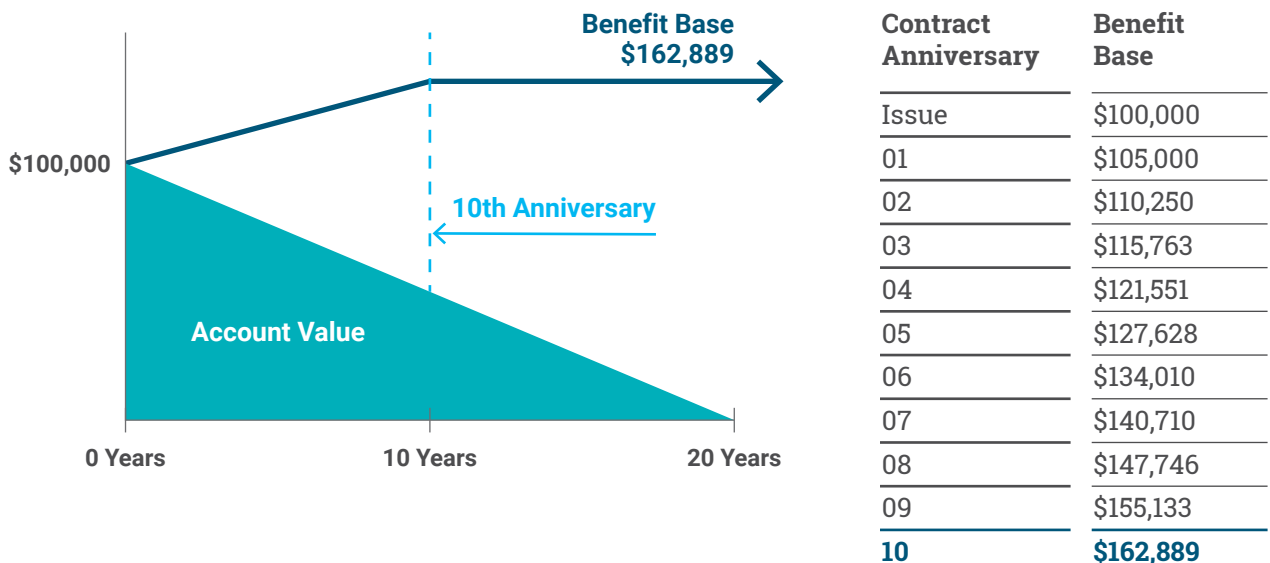 Benefit Base
$162,889
$100,000
10th Anniversary
Account Value
0 Years
10 Years
20 Years
Contract Anniversary
Benefit Base
Issue $100,000
01 $105,000
02 $110,250
03 $115,763
04 $121,551
05 $127,628
06 $134,010
07 $140,710
08 $147,746
09 $155,133
10 $162,889